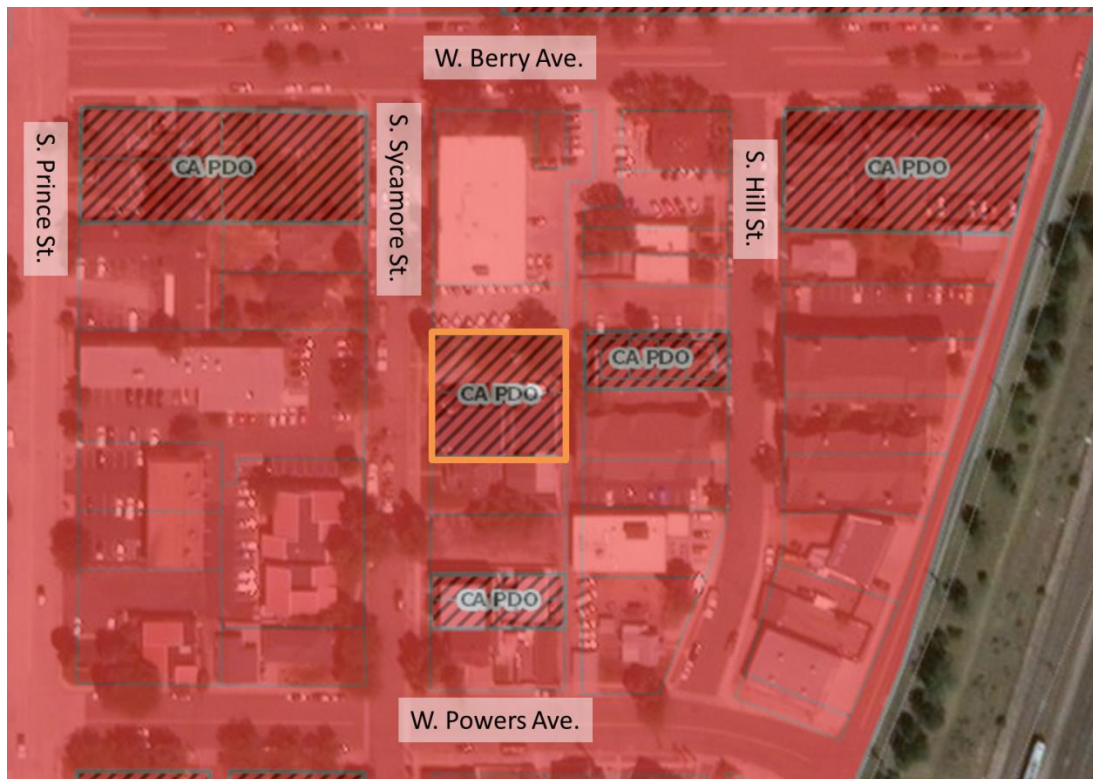 W. Berry Ave.
S. Prince St.
CA PDO
S. Sycamore St.
S. Hill St.
CA PDO
CA PDO
CA PDO
CA PDO
W. Powers Ave.